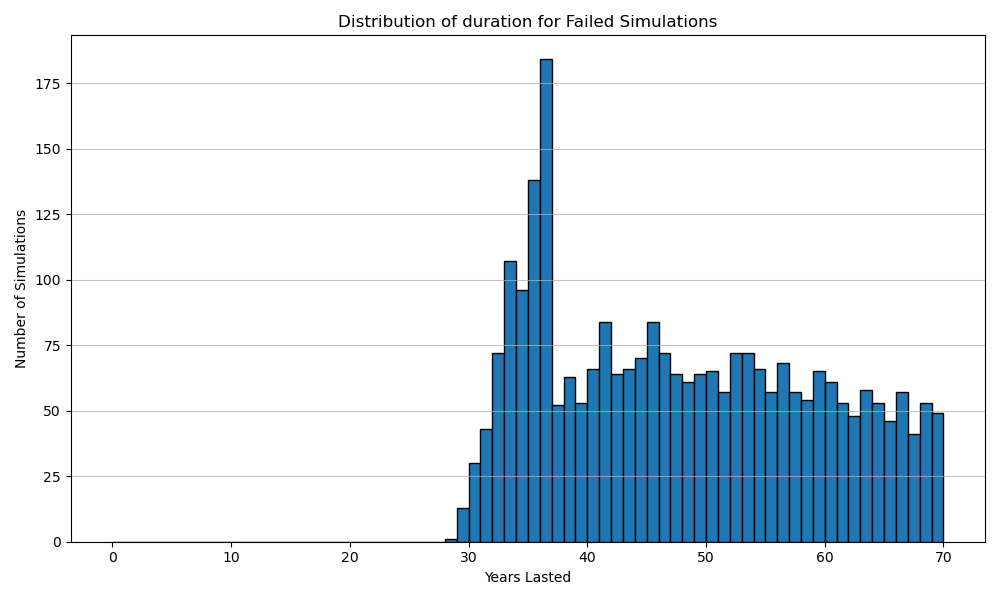 Distribution of duration for Failed Simulations
175
150
125
100
75
50
25
0
Number of Simulations
0 10 20 30 40 50 60 70
Years Lasted